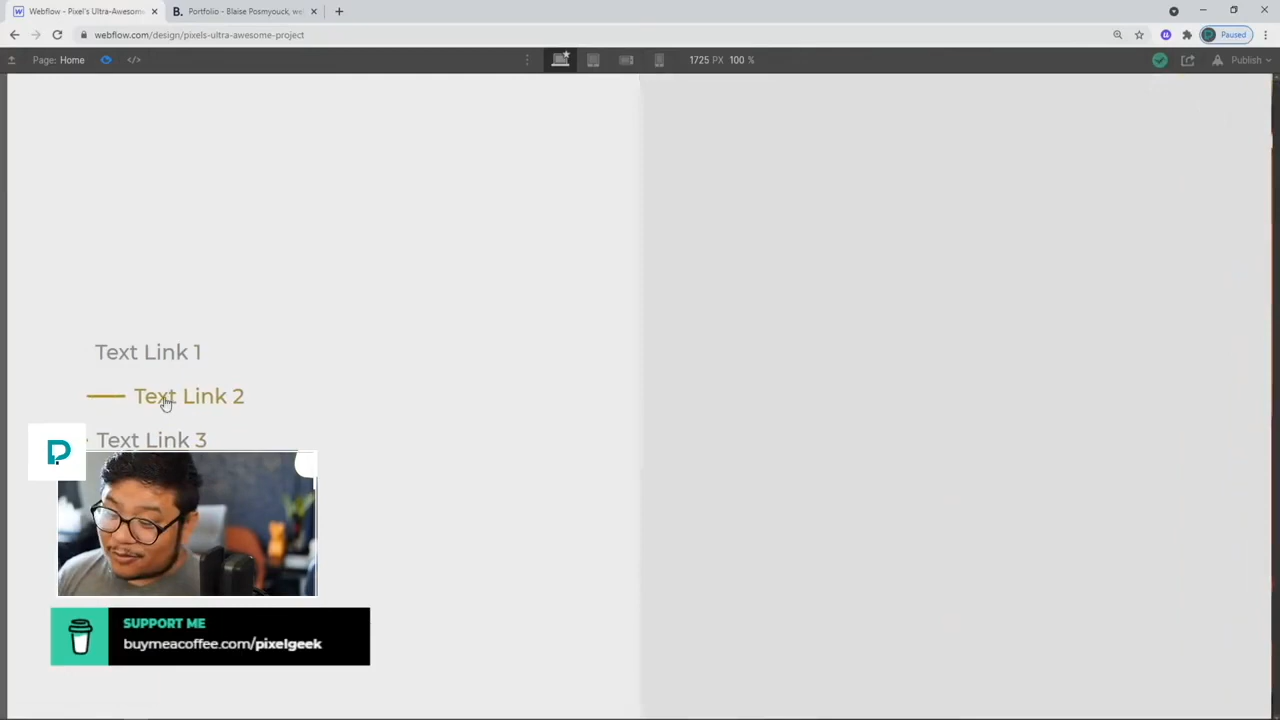 Webflow - Pixel's Ultra-Awesome
B. Portfolio - Blaise Posmyouck, we
webflow.com/design/pixels-ultra-awesome-project
Paused
Page: Home
1725 PX 100 %
Publish
Text Link 1
Text Link 2
Text Link 3
SUPPORT ME
buymeacoffee.com/pixelgeek